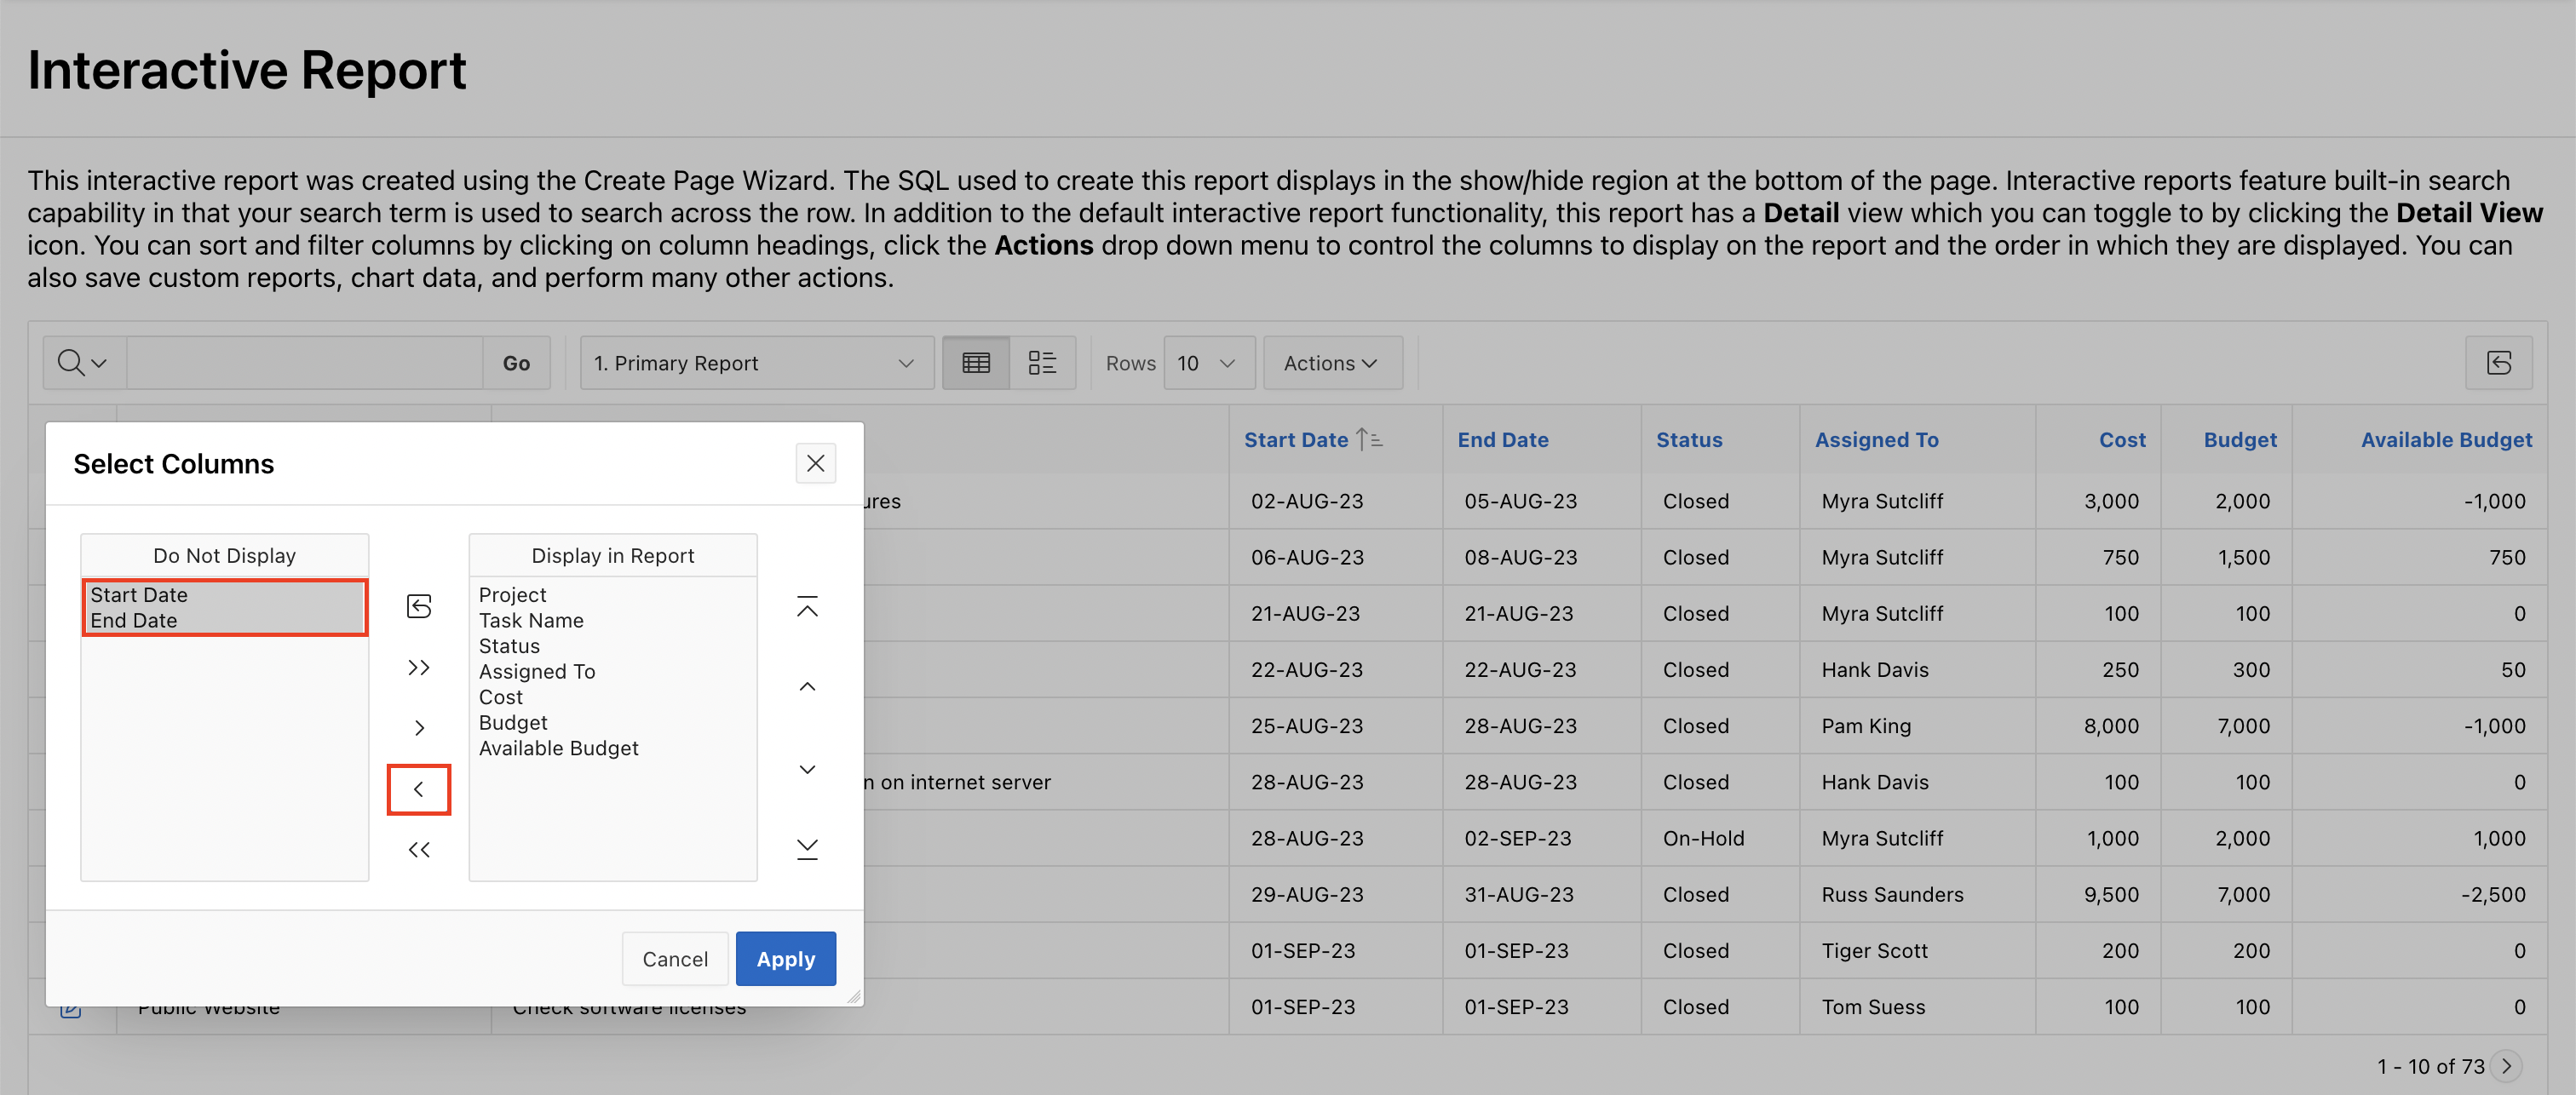 Interactive Report
This interactive report was created using the Create Page Wizard. The SQL used to create this report displays in the show/hide region at the bottom of the page. Interactive reports feature built-in search
capability in that your search term is used to search across the row. In addition to the default interactive report functionality, this report has a Detail view which you can toggle to by clicking the Detail View
icon. You can sort and filter columns by clicking on column headings, click the Actions drop down menu to control the columns to display on the report and the order in which they are displayed. You can
also save custom reports, chart data, and perform many other actions.
Go 1. Primary Report Rows 10 Actions
Start Date End Date Status Assigned To Cost Budget Available Budget
ures 02-AUG-23 05-AUG-23 Closed Myra Sutcliff 3,000 2,000 -1,000
06-AUG-23 08-AUG-23 Closed Myra Sutcliff 750 1,500 750
21-AUG-23 21-AUG-23 Closed Myra Sutcliff 100 100 0
22-AUG-23 22-AUG-23 Closed Hank Davis 250 300 50
25-AUG-23 28-AUG-23 Closed Pam King 8,000 7,000 -1,000
n on internet server 28-AUG-23 28-AUG-23 Closed Hank Davis 100 100 0
28-AUG-23 02-SEP-23 On-Hold Myra Sutcliff 1,000 2,000 1,000
29-AUG-23 31-AUG-23 Closed Russ Saunders 9,500 7,000 -2,500
01-SEP-23 01-SEP-23 Closed Tiger Scott 200 200 0
Public Website Check software licenses 01-SEP-23 01-SEP-23 Closed Tom Suess 100 100 0
1 - 10 of 73
Select Columns
Do Not Display
Start Date
End Date
Display in Report
Project
Task Name
Status
Assigned To
Cost
Budget
Available Budget
Cancel Apply